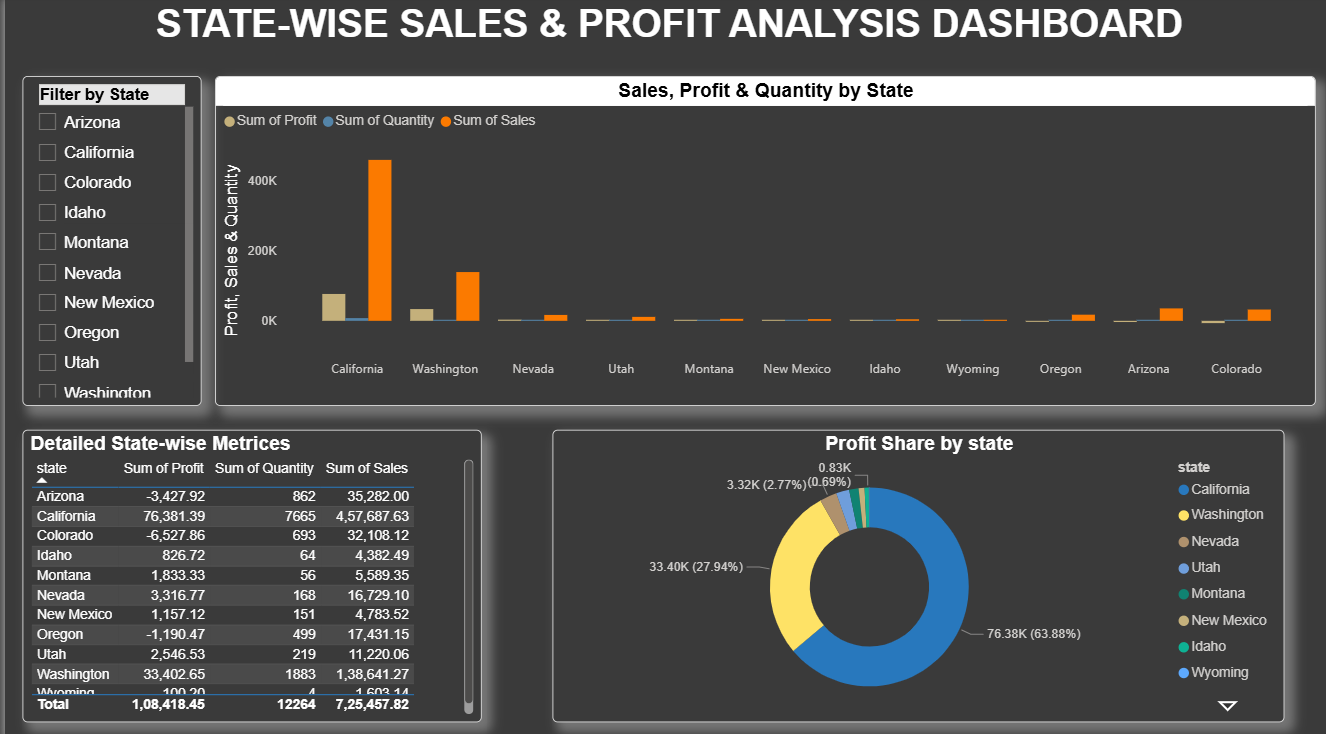 STATE-WISE SALES & PROFIT ANALYSIS DASHBOARD
Filter by State
Arizona
California
Colorado
Idaho
Montana
Nevada
New Mexico
Oregon
Utah
Washington
Sales, Profit & Quantity by State
Sum of Profit Sum of Quantity Sum of Sales
Profit, Sales & Quantity
400K
200K
0K
California Washington Nevada Utah Montana New Mexico Idaho Wyoming Oregon Arizona Colorado
Detailed State-wise Metrices
state Sum of Profit Sum of Quantity Sum of Sales
Arizona -3,427.92 862 35,282.00
California 76,381.39 7665 4,57,687.63
Colorado -6,527.86 693 32,108.12
Idaho 826.72 64 4,382.49
Montana 1,833.33 56 5,589.35
Nevada 3,316.77 168 16,729.10
New Mexico 1,157.12 151 4,783.52
Oregon -1,190.47 499 17,431.15
Utah 2,546.53 219 11,220.06
Washington 33,402.65 1883 1,38,641.27
Wyoming 100.20 4 1,603.14
Total 1,08,418.45 12264 7,25,457.82
Profit Share by state
0.83K
(0.69%)
3.32K (2.77%)
33.40K (27.94%)
76.38K (63.88%)
state
California
Washington
Nevada
Utah
Montana
New Mexico
Idaho
Wyoming